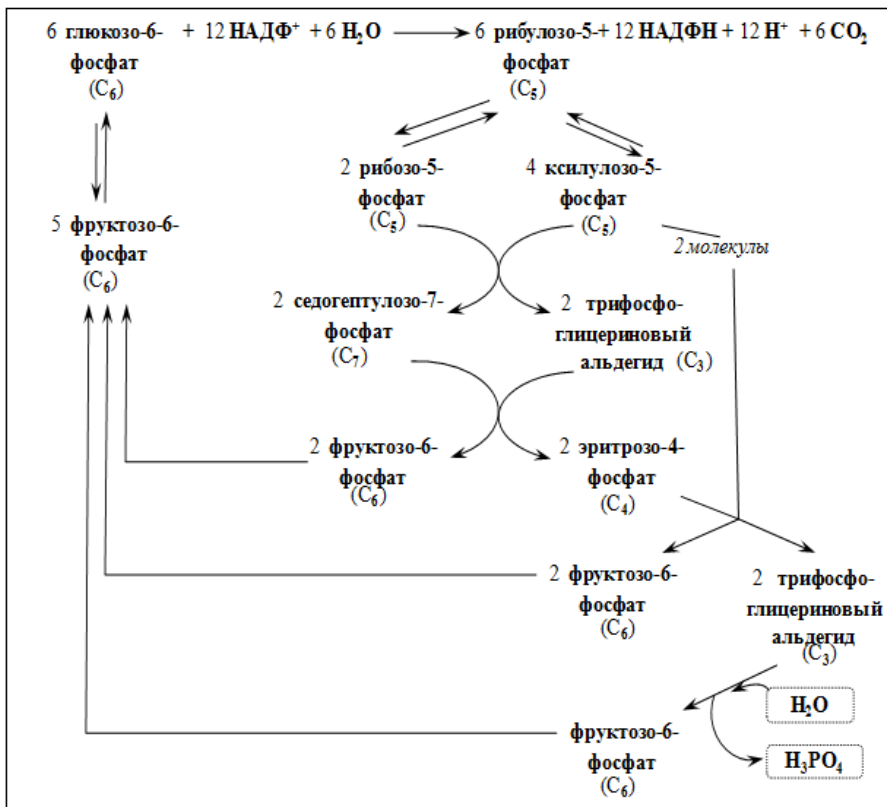 6 глюкозо-6- + 12 НАДФ⁺ + 6 H₂O 6 рибулозо-5-+ 12 НАДФН + 12 H⁺ + 6 CO₂
фосфат фосфат
(C₆) (C₅)
2 рибозо-5- 4 ксилулозо-5-
фосфат фосфат
(C₅) (C₅)
5 фруктозо-6-
фосфат
(C₆)
2 молекулы
2 седогептулозо-7- 2 трифосфо-
фосфат глицериновый
(C₇) альдегид (C₃)
2 фруктозо-6- 2 эритрозо-4-
фосфат фосфат
(C₆) (C₄)
2 фруктозо-6- 2 трифосфо-
фосфат глицериновый
(C₆) альдегид
(C₃)
H₂O
фруктозо-6-
фосфат H₃PO₄
(C₆)